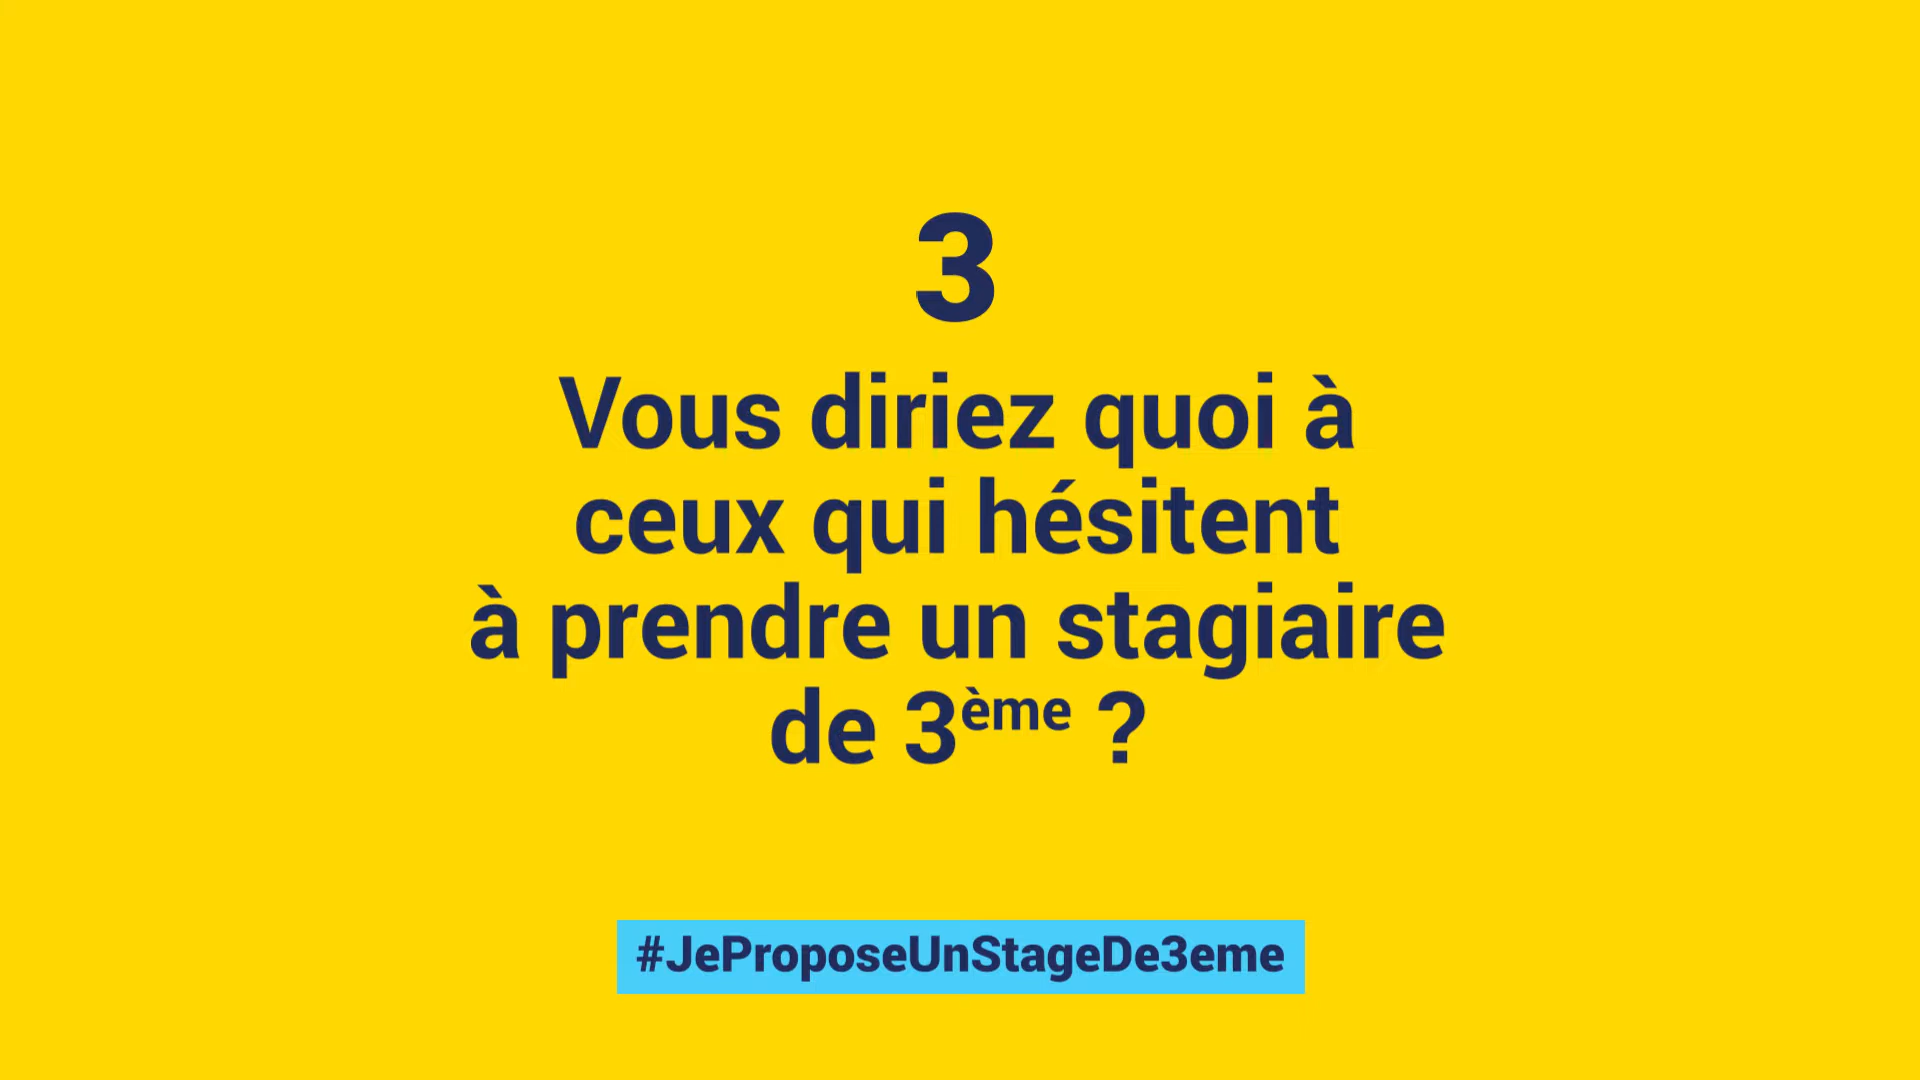 3
Vous diriez quoi à
ceux qui hésitent
à prendre un stagiaire
de 3ème ?
#JeProposeUnStageDe3eme